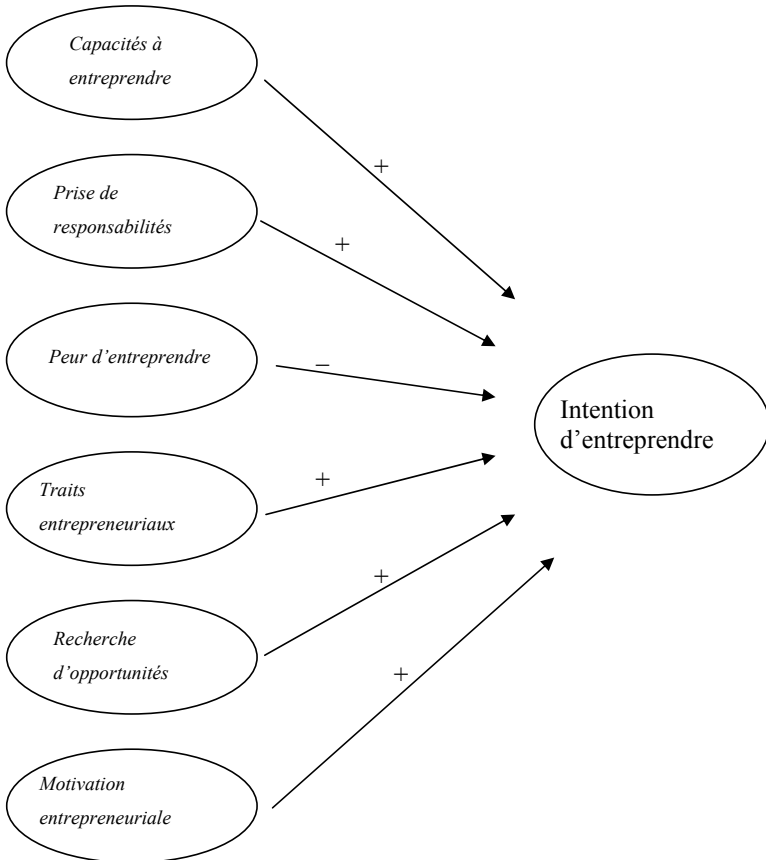 Capacités à
entreprendre
+
Prise de
responsabilités
+
Peur d’entreprendre
–
Intention
d’entreprendre
Traits
entrepreneuriaux
+
Recherche
d’opportunités
+
Motivation
entrepreneuriale
+